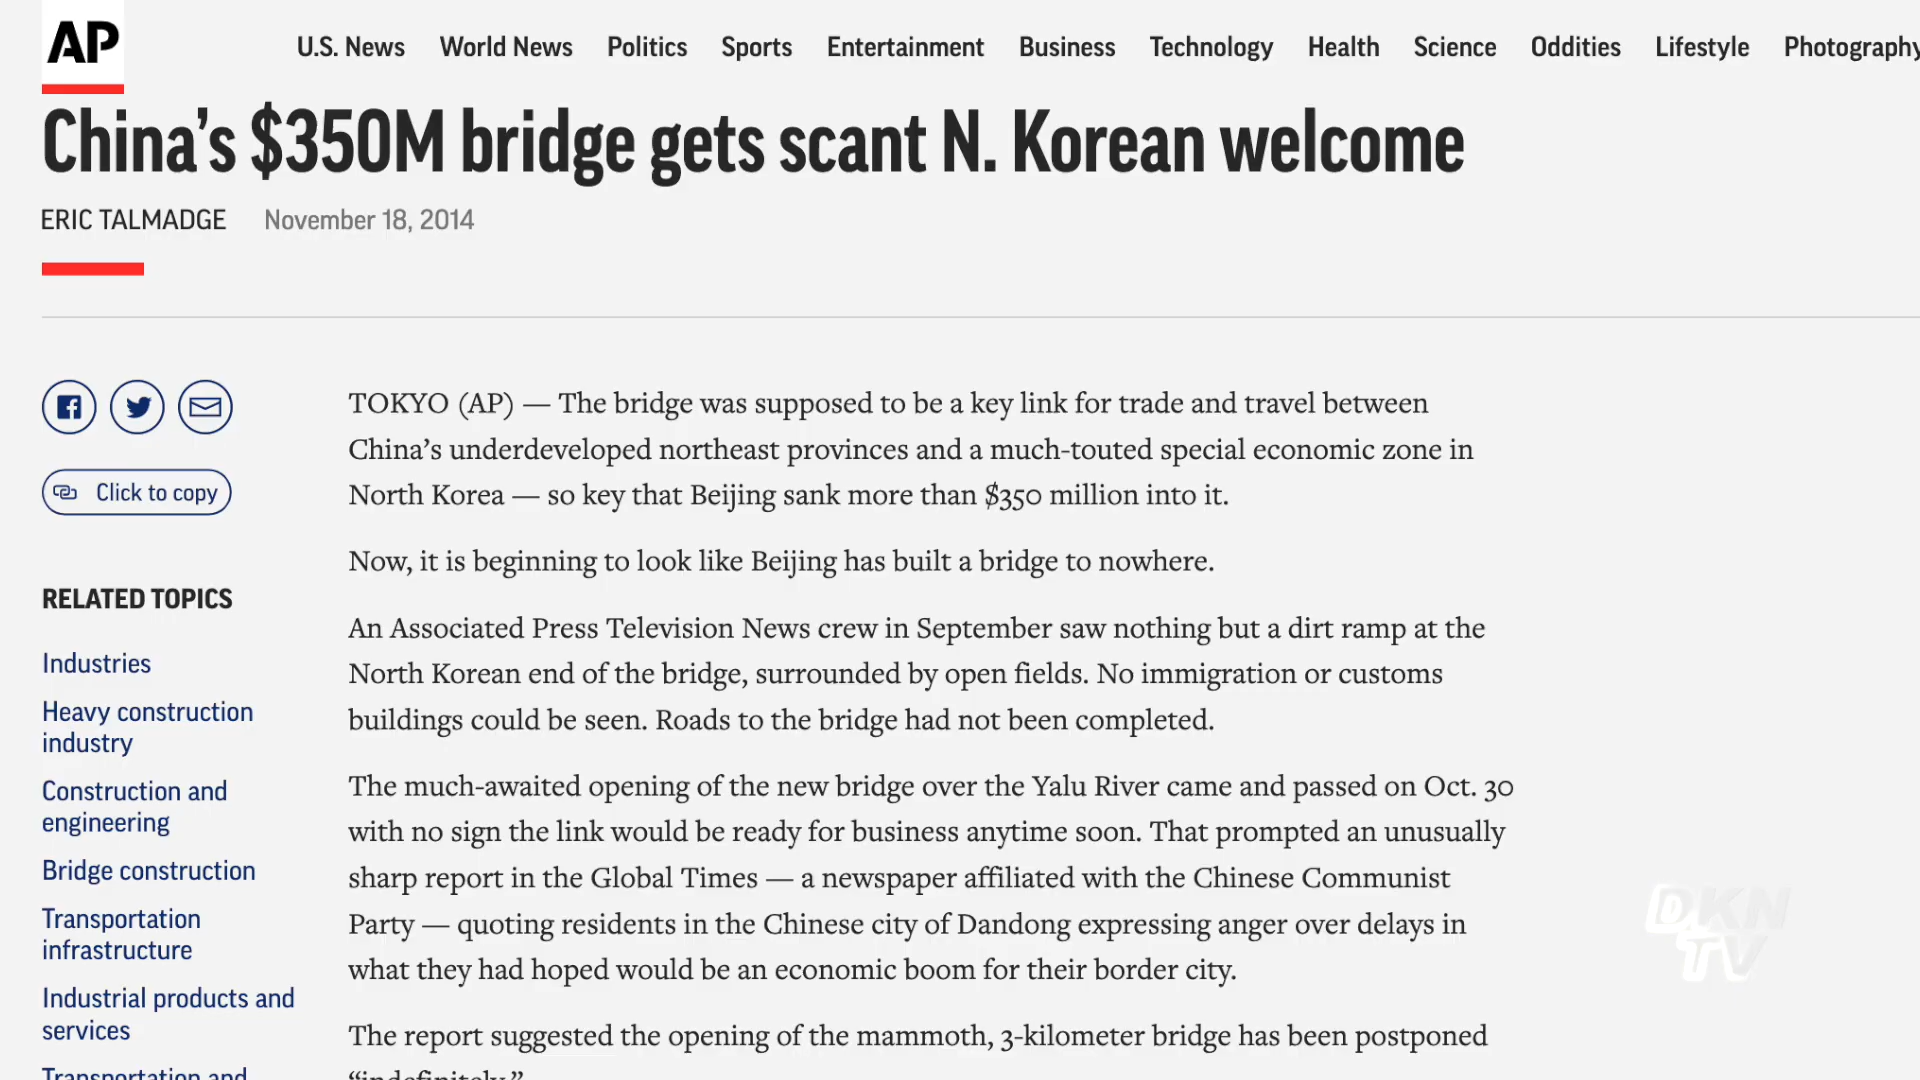 AP
U.S. News World News Politics Sports Entertainment Business Technology Health Science Oddities Lifestyle Photography
China’s $350M bridge gets scant N. Korean welcome
ERIC TALMADGE November 18, 2014
Click to copy
RELATED TOPICS
Industries
Heavy construction
industry
Construction and
engineering
Bridge construction
Transportation
infrastructure
Industrial products and
services
Transportation and
TOKYO (AP) — The bridge was supposed to be a key link for trade and travel between
China’s underdeveloped northeast provinces and a much-touted special economic zone in
North Korea — so key that Beijing sank more than $350 million into it.
Now, it is beginning to look like Beijing has built a bridge to nowhere.
An Associated Press Television News crew in September saw nothing but a dirt ramp at the
North Korean end of the bridge, surrounded by open fields. No immigration or customs
buildings could be seen. Roads to the bridge had not been completed.
The much-awaited opening of the new bridge over the Yalu River came and passed on Oct. 30
with no sign the link would be ready for business anytime soon. That prompted an unusually
sharp report in the Global Times — a newspaper affiliated with the Chinese Communist
Party — quoting residents in the Chinese city of Dandong expressing anger over delays in
what they had hoped would be an economic boom for their border city.
The report suggested the opening of the mammoth, 3-kilometer bridge has been postponed
“indefinitely.”
DKN
TV